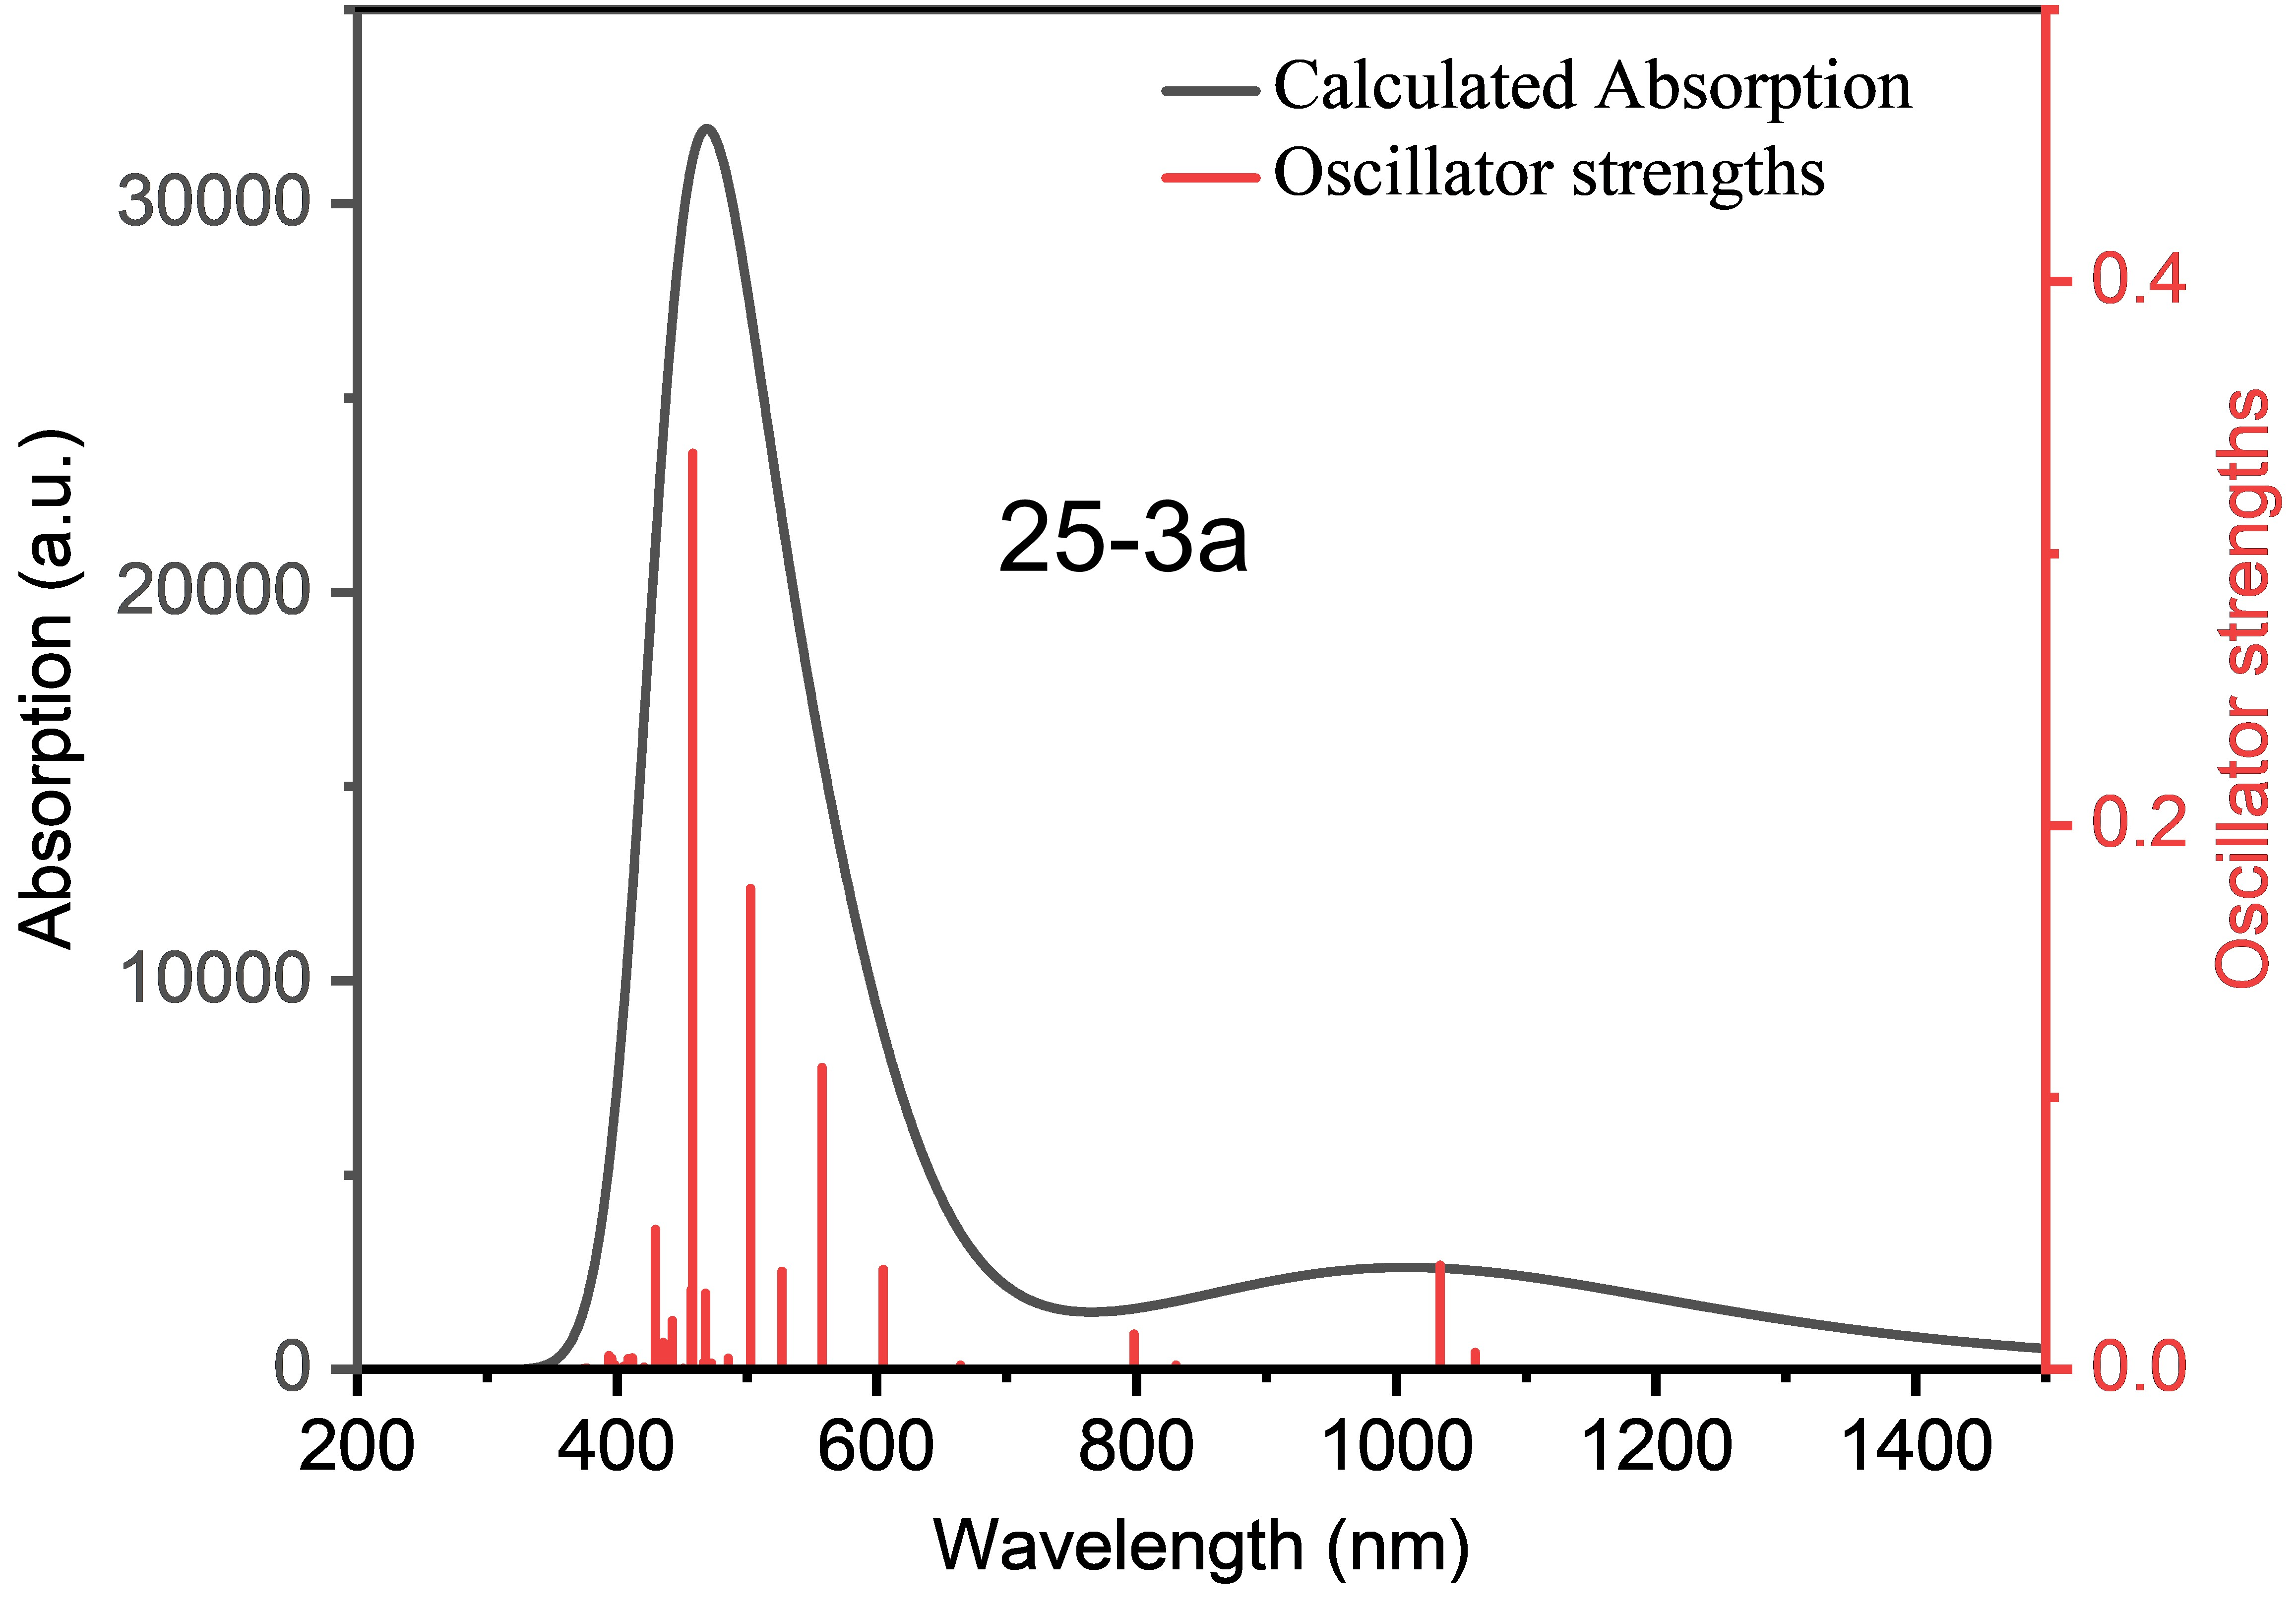 Calculated Absorption
Oscillator strengths
25-3a
Absorption (a.u.)
30000
20000
10000
0
0.4
0.2
0.0
Oscillator strengths
200 400 600 800 1000 1200 1400
Wavelength (nm)